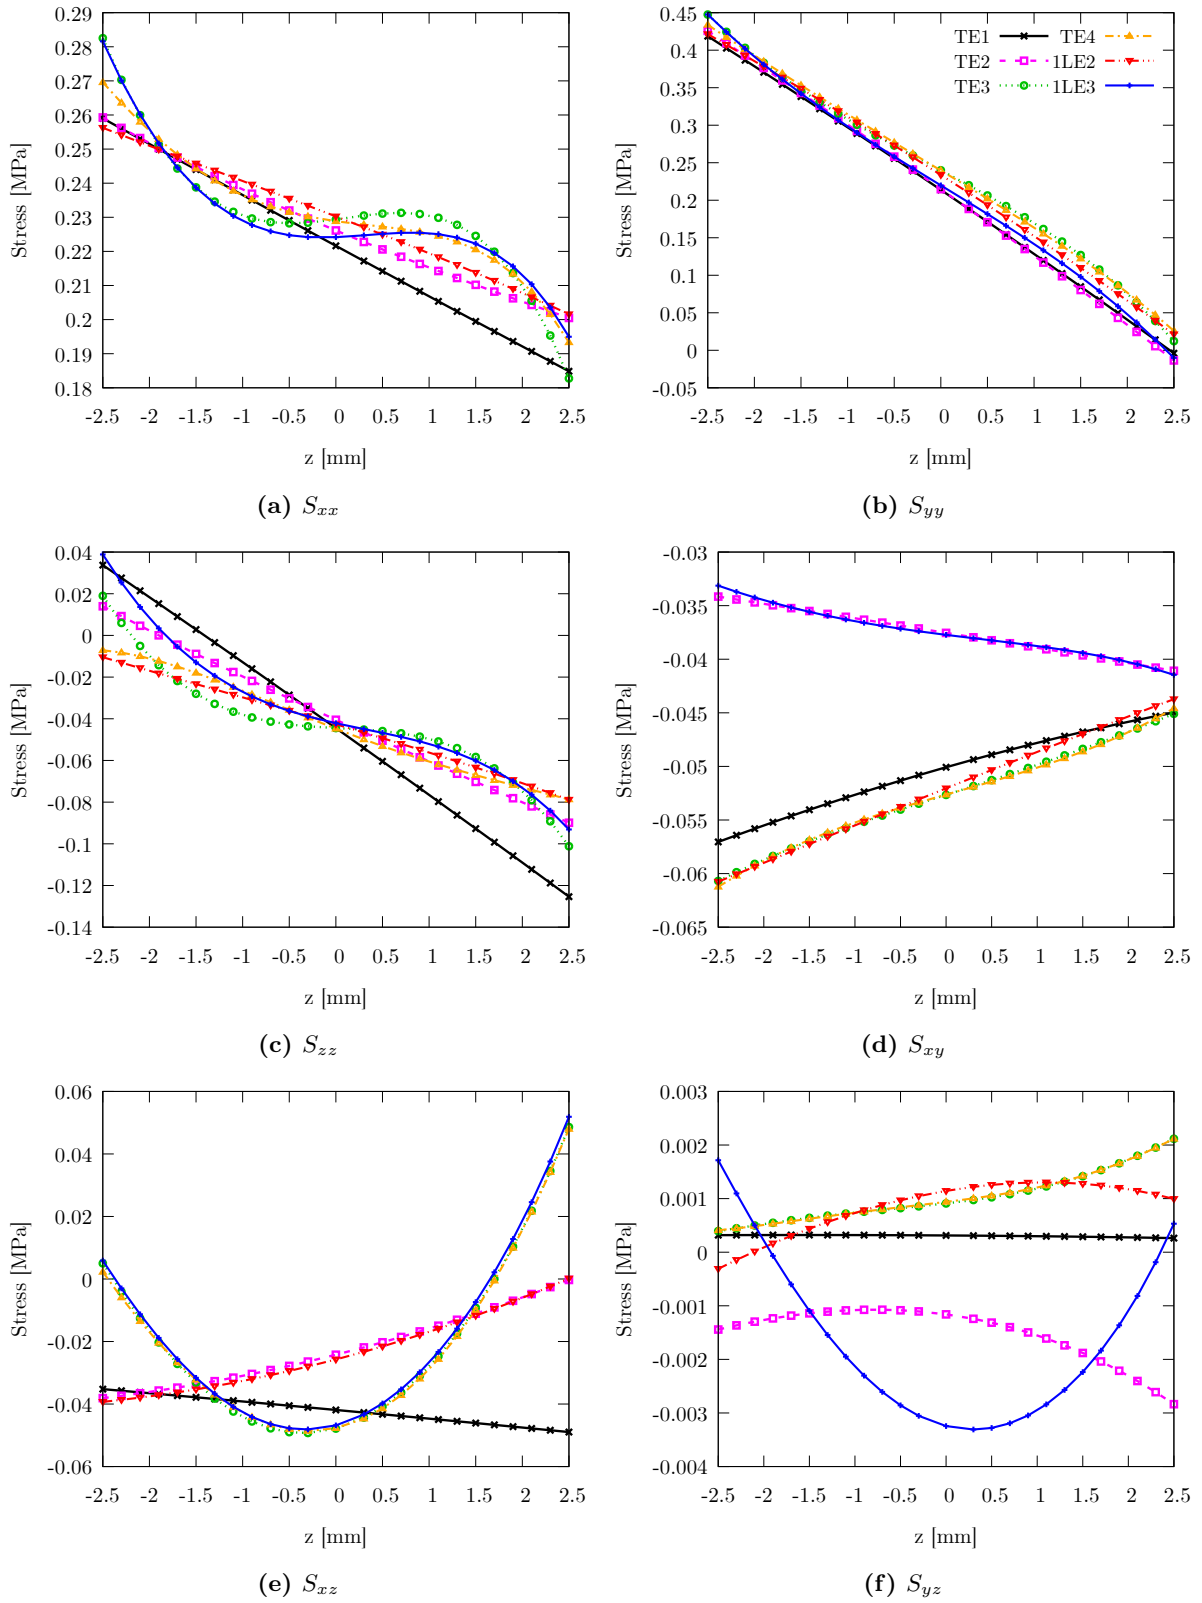 0.29
0.28
0.27
0.26
0.25
0.24
0.23
0.22
0.21
0.2
0.19
0.18
Stress [MPa]
-2.5 -2 -1.5 -1 -0.5 0 0.5 1 1.5 2 2.5
z [mm]
(a) Sxx
0.45
0.4
0.35
0.3
0.25
0.2
0.15
0.1
0.05
0
-0.05
Stress [MPa]
TE1 TE4
TE2 1LE2
TE3 1LE3
-2.5 -2 -1.5 -1 -0.5 0 0.5 1 1.5 2 2.5
z [mm]
(b) Syy
0.04
0.02
0
-0.02
-0.04
-0.06
-0.08
-0.1
-0.12
-0.14
Stress [MPa]
-2.5 -2 -1.5 -1 -0.5 0 0.5 1 1.5 2 2.5
z [mm]
(c) Szz
-0.03
-0.035
-0.04
-0.045
-0.05
-0.055
-0.06
-0.065
Stress [MPa]
-2.5 -2 -1.5 -1 -0.5 0 0.5 1 1.5 2 2.5
z [mm]
(d) Sxy
0.06
0.04
0.02
0
-0.02
-0.04
-0.06
Stress [MPa]
-2.5 -2 -1.5 -1 -0.5 0 0.5 1 1.5 2 2.5
z [mm]
(e) Sxz
0.003
0.002
0.001
0
-0.001
-0.002
-0.003
-0.004
Stress [MPa]
-2.5 -2 -1.5 -1 -0.5 0 0.5 1 1.5 2 2.5
z [mm]
(f) Syz